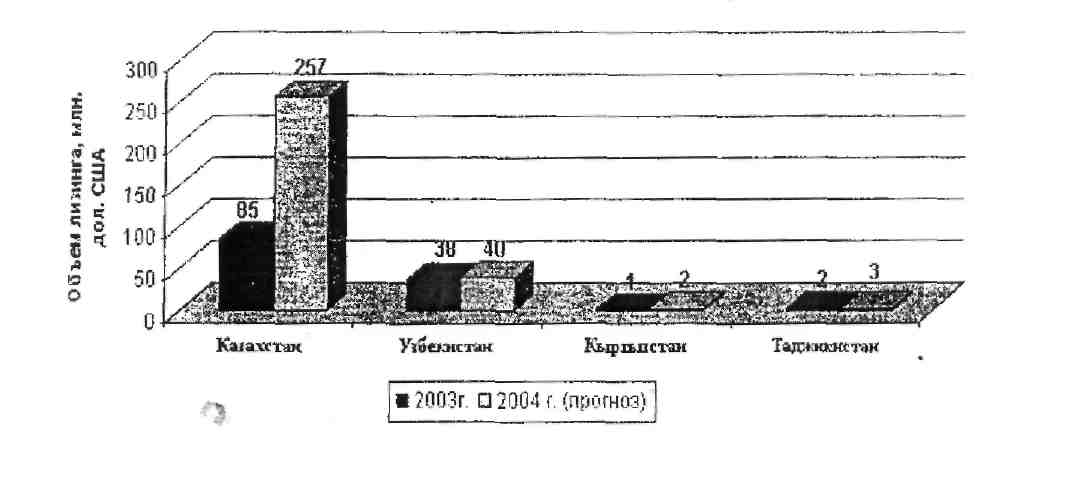 Объем лизинга, млн.
дол. США
300
250
200
150
100
50
0
85
257
38
40
1
2
2
3
Казахстан
Узбекистан
Кыргызстан
Таджикистан
2003г.
2004 г. (прогноз)